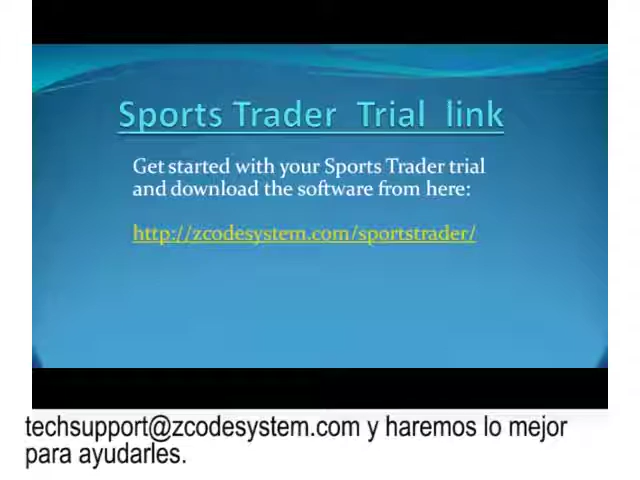 Sports Trader Trial link
Get started with your Sports Trader trial
and download the software from here:
http://zcodesystem.com/sportstrader/
techsupport@zcodesystem.com y haremos lo mejor
para ayudarles.